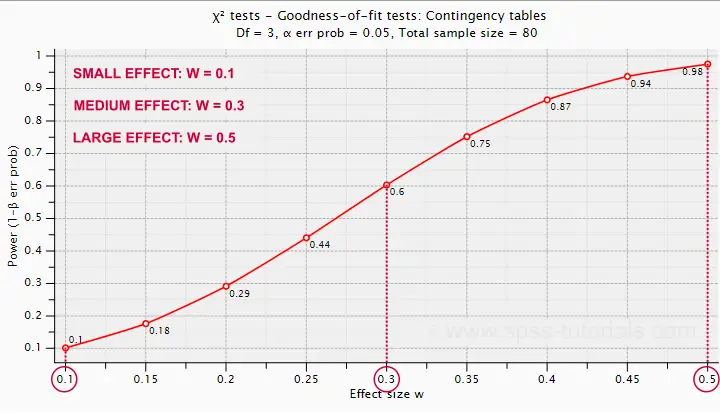 χ² tests - Goodness-of-fit tests: Contingency tables
Df = 3, α err prob = 0.05, Total sample size = 80
SMALL EFFECT: W = 0.1
MEDIUM EFFECT: W = 0.3
LARGE EFFECT: W = 0.5
Power (1-β err prob)
1
0.9
0.8
0.7
0.6
0.5
0.4
0.3
0.2
0.1
0.1
0.18
0.29
0.44
0.6
0.75
0.87
0.94
0.98
www.spss-tutorials.com
0.1 0.15 0.2 0.25 0.3 0.35 0.4 0.45 0.5
Effect size w